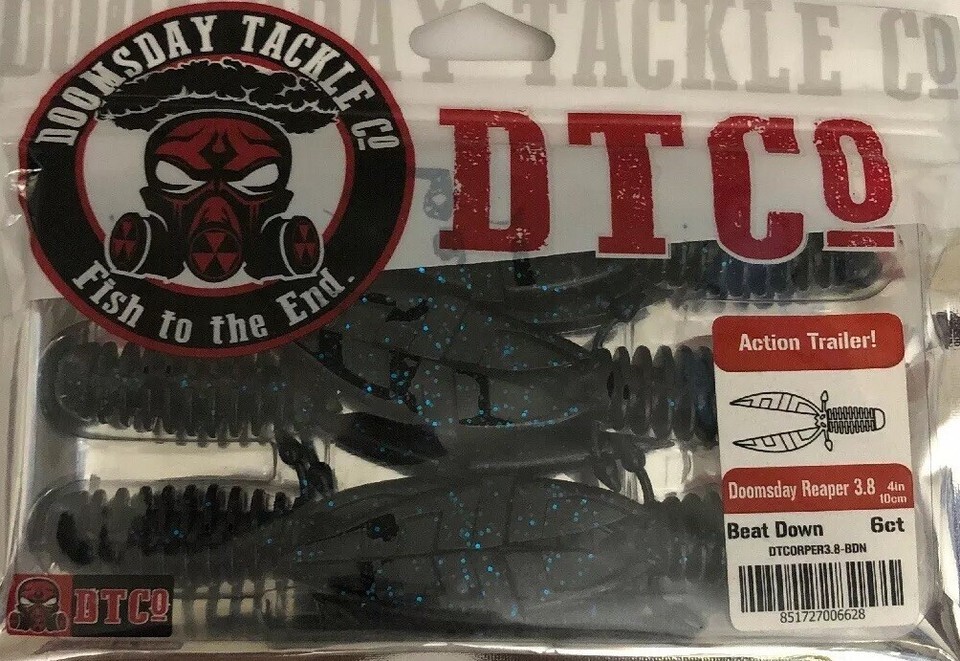 DOOMSDAY TACKLE Co
DOOMSDAY TACKLE Co
Fish to the End.
DTCo
Action Trailer!
Doomsday Reaper 3.8 4in
10cm
Beat Down 6ct
DTCORPER3.8-BDN
851727006628
DTCo